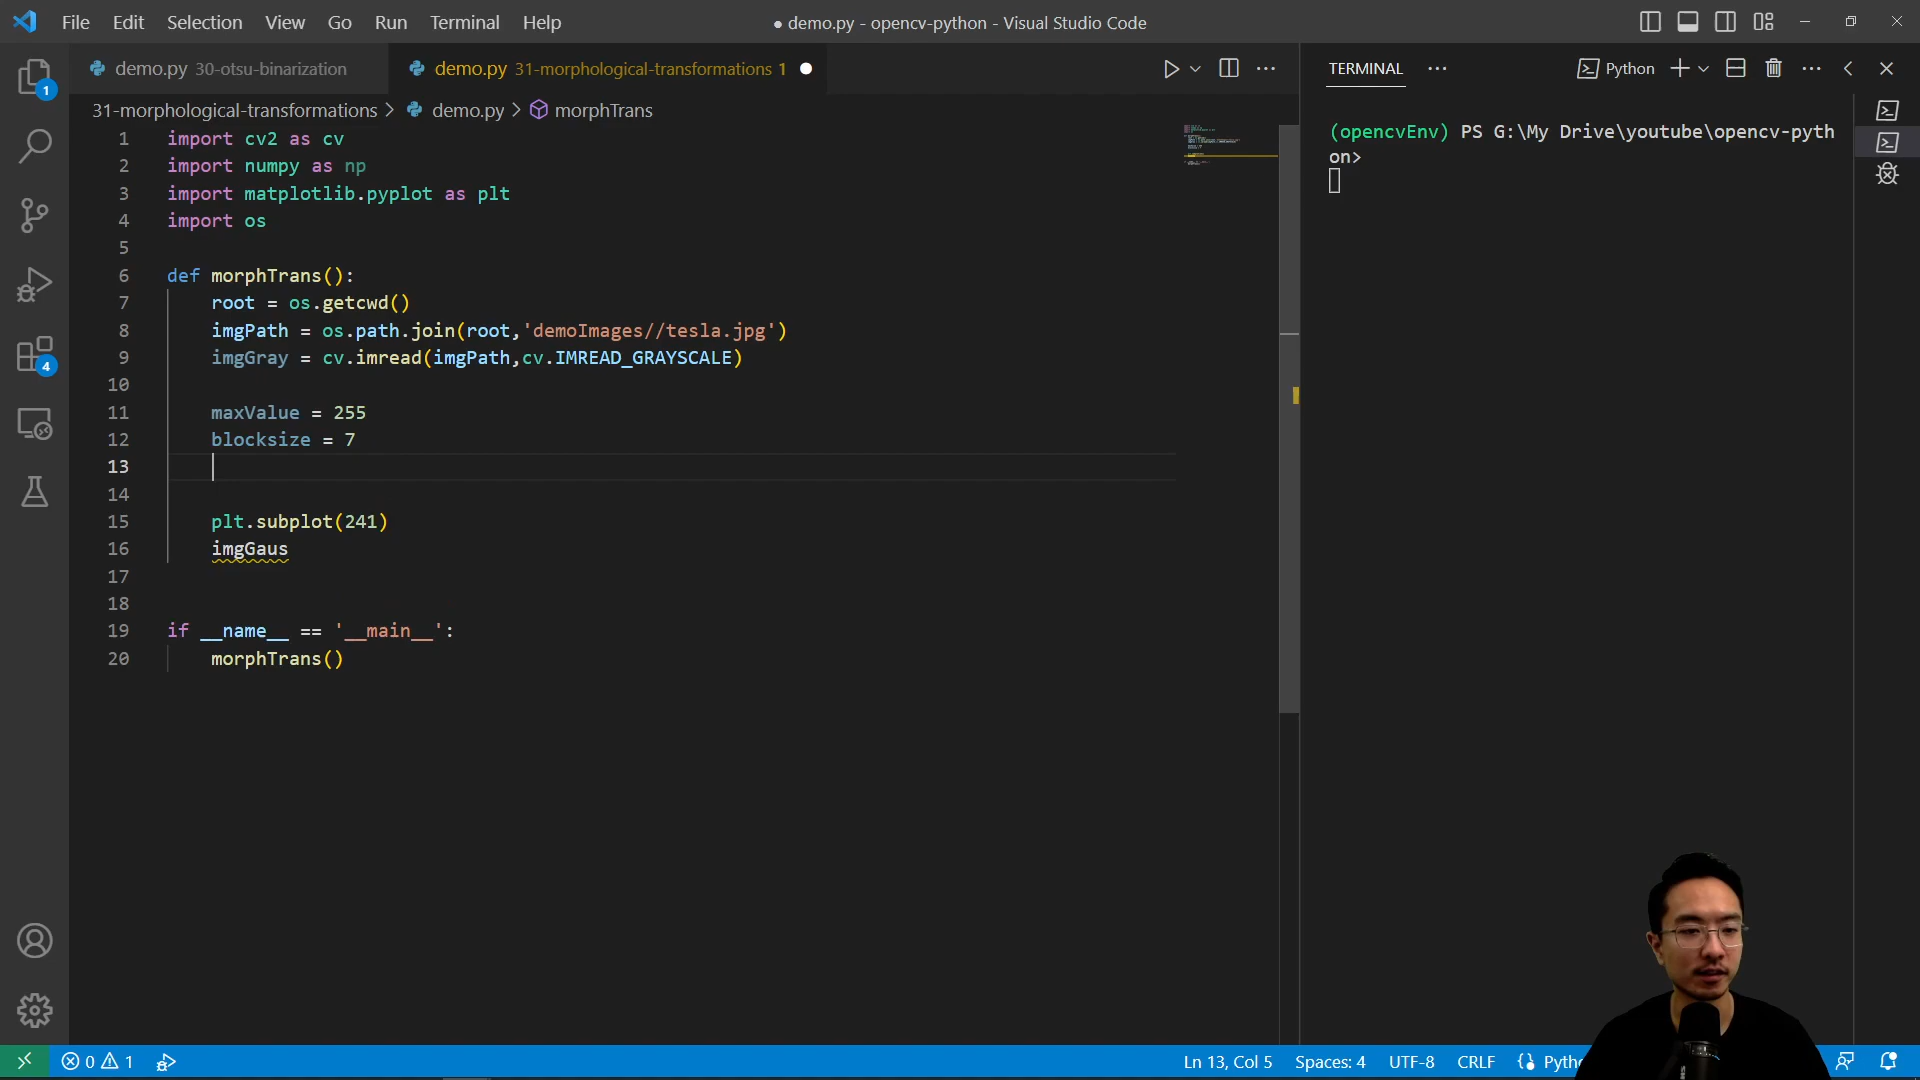 File Edit Selection View Go Run Terminal Help
● demo.py - opencv-python - Visual Studio Code
demo.py 30-otsu-binarization
demo.py 31-morphological-transformations 1
31-morphological-transformations > demo.py > morphTrans
1 import cv2 as cv
2 import numpy as np
3 import matplotlib.pyplot as plt
4 import os
5
6 def morphTrans():
7 root = os.getcwd()
8 imgPath = os.path.join(root,'demoImages//tesla.jpg')
9 imgGray = cv.imread(imgPath,cv.IMREAD_GRAYSCALE)
10
11 maxValue = 255
12 blocksize = 7
13
14
15 plt.subplot(241)
16 imgGaus
17
18
19 if __name__ == '__main__':
20 morphTrans()
TERMINAL
Python
(opencvEnv) PS G:\My Drive\youtube\opencv-pyth
on>
1
4
0 1
Ln 13, Col 5 Spaces: 4 UTF-8 CRLF